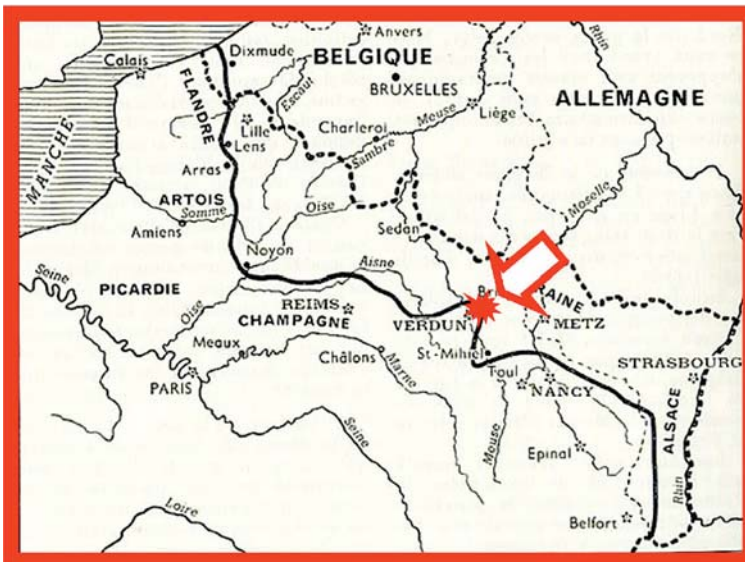 Anvers
Rhin
Dixmude
BELGIQUE
Calais
BRUXELLES
ALLEMAGNE
Escaut
FLANDRE
Meuse
Liège
Lille
Charleroi
MANCHE
Lens
Sambre
Moselle
Arras
ARTOIS
Oise
Somme
Sedan
Amiens
Noyon
Aisne
PICARDIE
Seine
REIMS
Oise
CHAMPAGNE
VERDUN
METZ
Meaux
STRASBOURG
Châlons
St-Mihiel
Marne
Toul
PARIS
NANCY
ALSACE
Seine
Meuse
Epinal
Rhin
Loire
Belfort